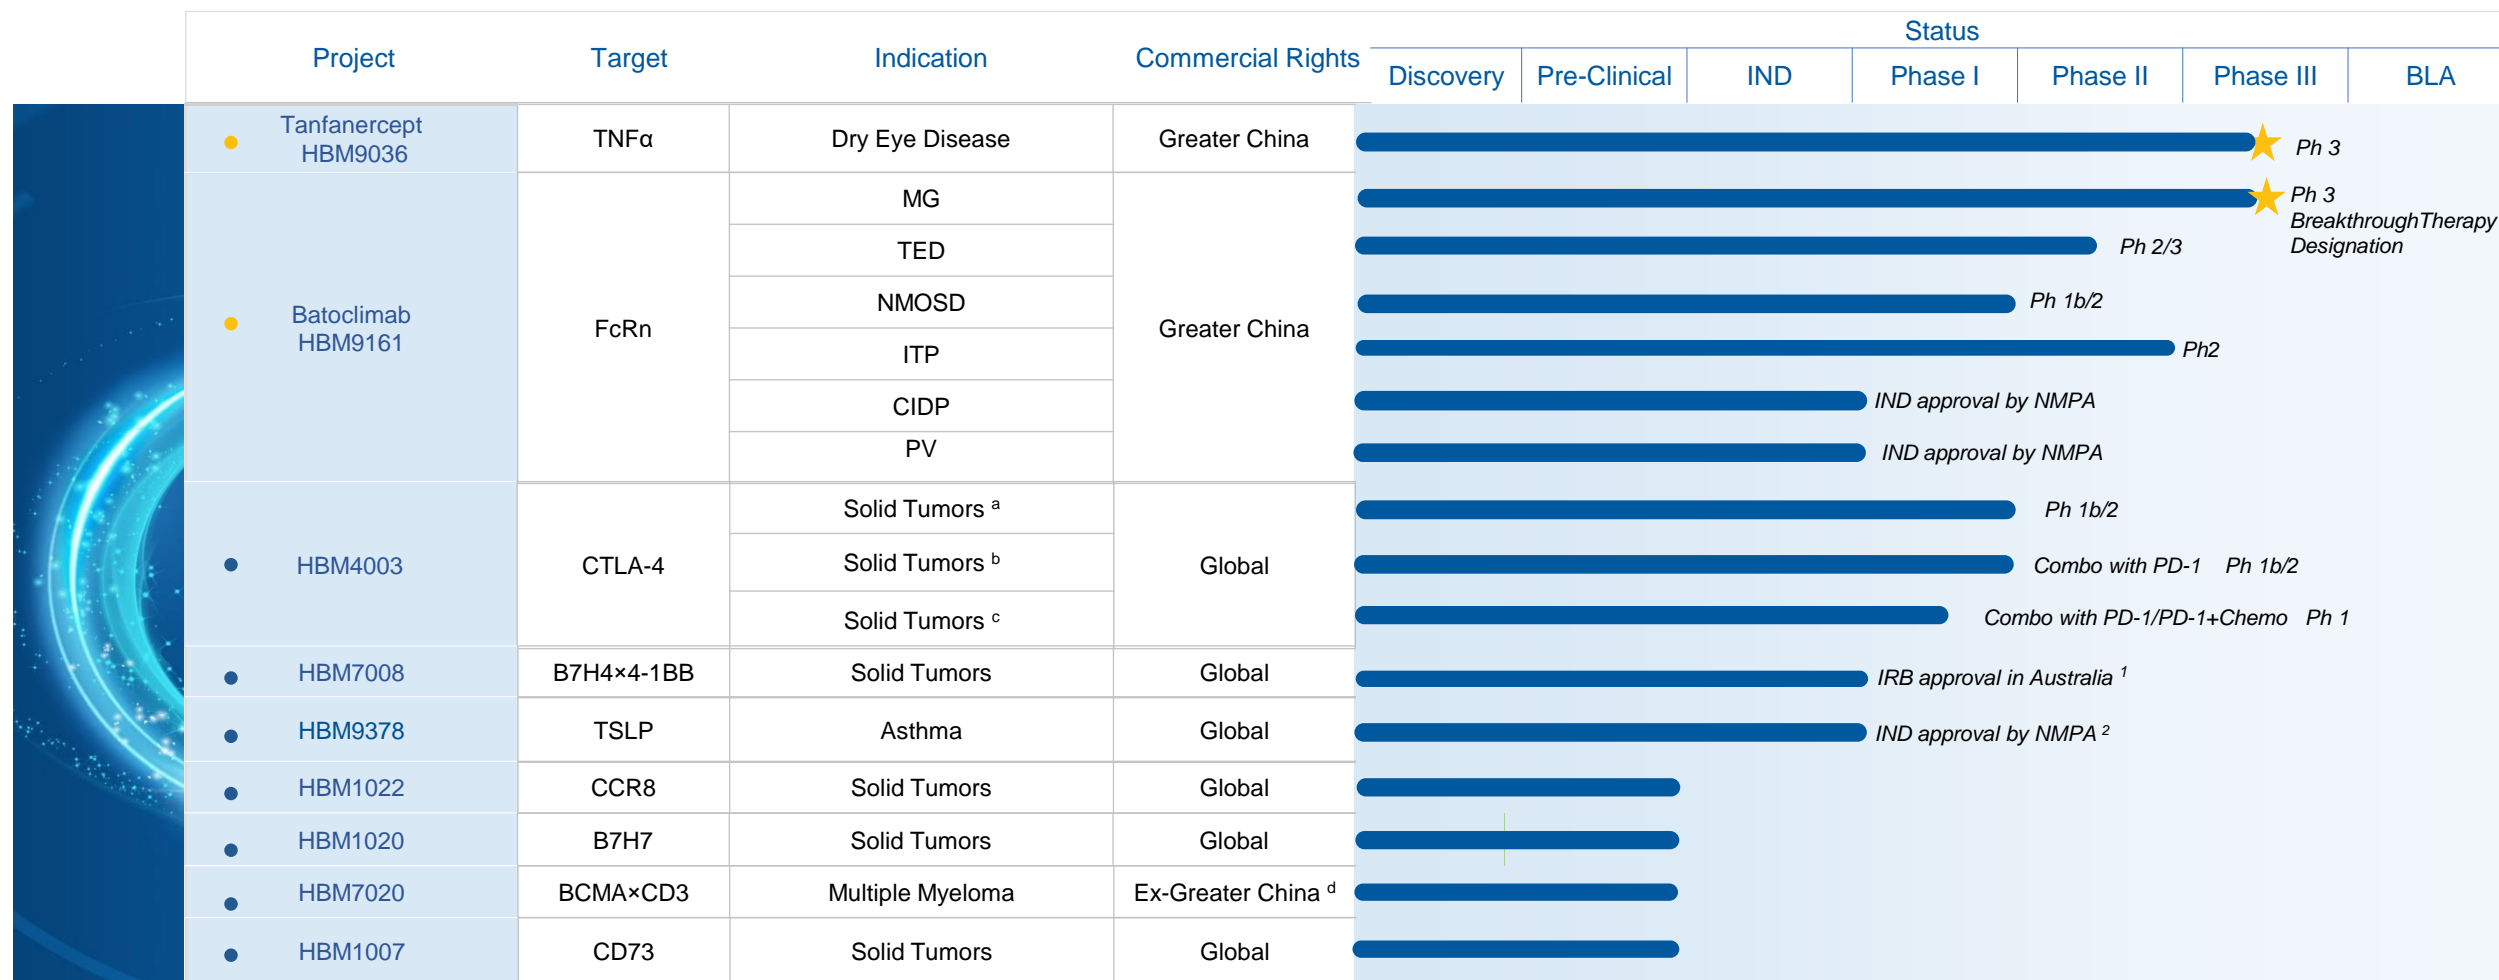 Project Target Indication Commercial Rights Status
Discovery Pre-Clinical IND Phase I Phase II Phase III BLA
Tanfanercept
HBM9036
TNFα
Dry Eye Disease
Greater China
Ph 3
Batoclimab
HBM9161
FcRn
Greater China
MG
Ph 3
BreakthroughTherapy
Designation
TED
Ph 2/3
NMOSD
Ph 1b/2
ITP
Ph2
CIDP
IND approval by NMPA
PV
IND approval by NMPA
HBM4003
CTLA-4
Global
Solid Tumors a
Ph 1b/2
Solid Tumors b
Combo with PD-1 Ph 1b/2
Solid Tumors c
Combo with PD-1/PD-1+Chemo Ph 1
HBM7008 B7H4×4-1BB Solid Tumors Global IRB approval in Australia 1
HBM9378 TSLP Asthma Global IND approval by NMPA 2
HBM1022 CCR8 Solid Tumors Global
HBM1020 B7H7 Solid Tumors Global
HBM7020 BCMA×CD3 Multiple Myeloma Ex-Greater China d
HBM1007 CD73 Solid Tumors Global